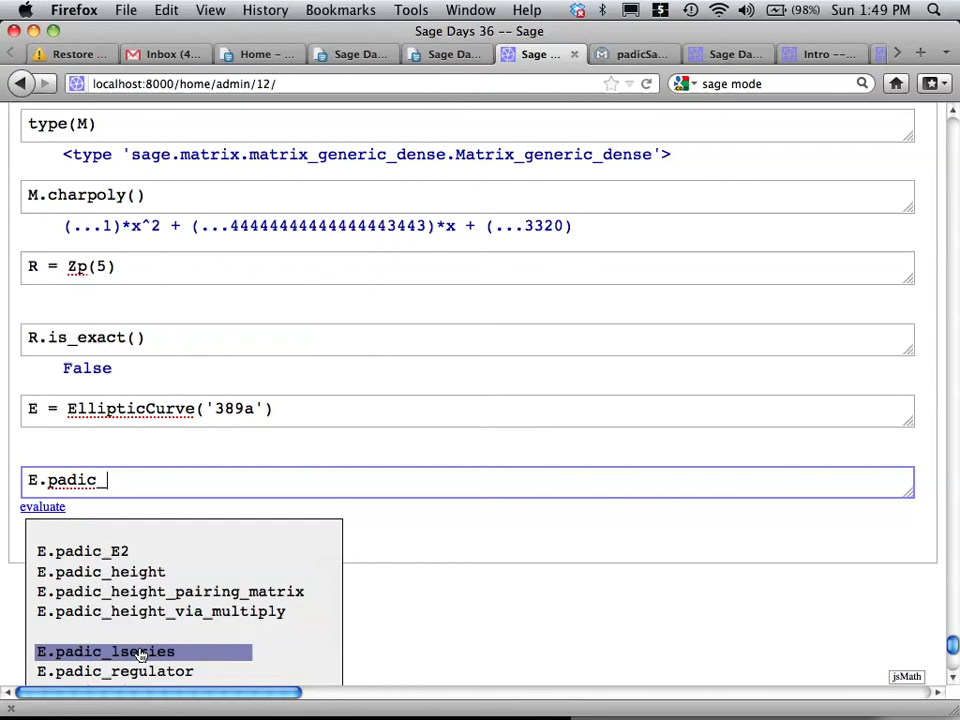 Firefox File Edit View History Bookmarks Tools Window Help (98%) Sun 1:49 PM
Sage Days 36 -- Sage
Restore ... Inbox (4... Home – ... Sage Da... Sage Da... Sage ... padicSa... Sage Da... Intro --...
localhost:8000/home/admin/12/ sage mode
type(M)
<type 'sage.matrix.matrix_generic_dense.Matrix_generic_dense'>
M.charpoly()
(...1)*x^2 + (...44444444444444443443)*x + (...3320)
R = Zp(5)
R.is_exact()
False
E = EllipticCurve('389a')
E.padic_
evaluate
E.padic_E2
E.padic_height
E.padic_height_pairing_matrix
E.padic_height_via_multiply
E.padic_lseries
E.padic_regulator
jsMath